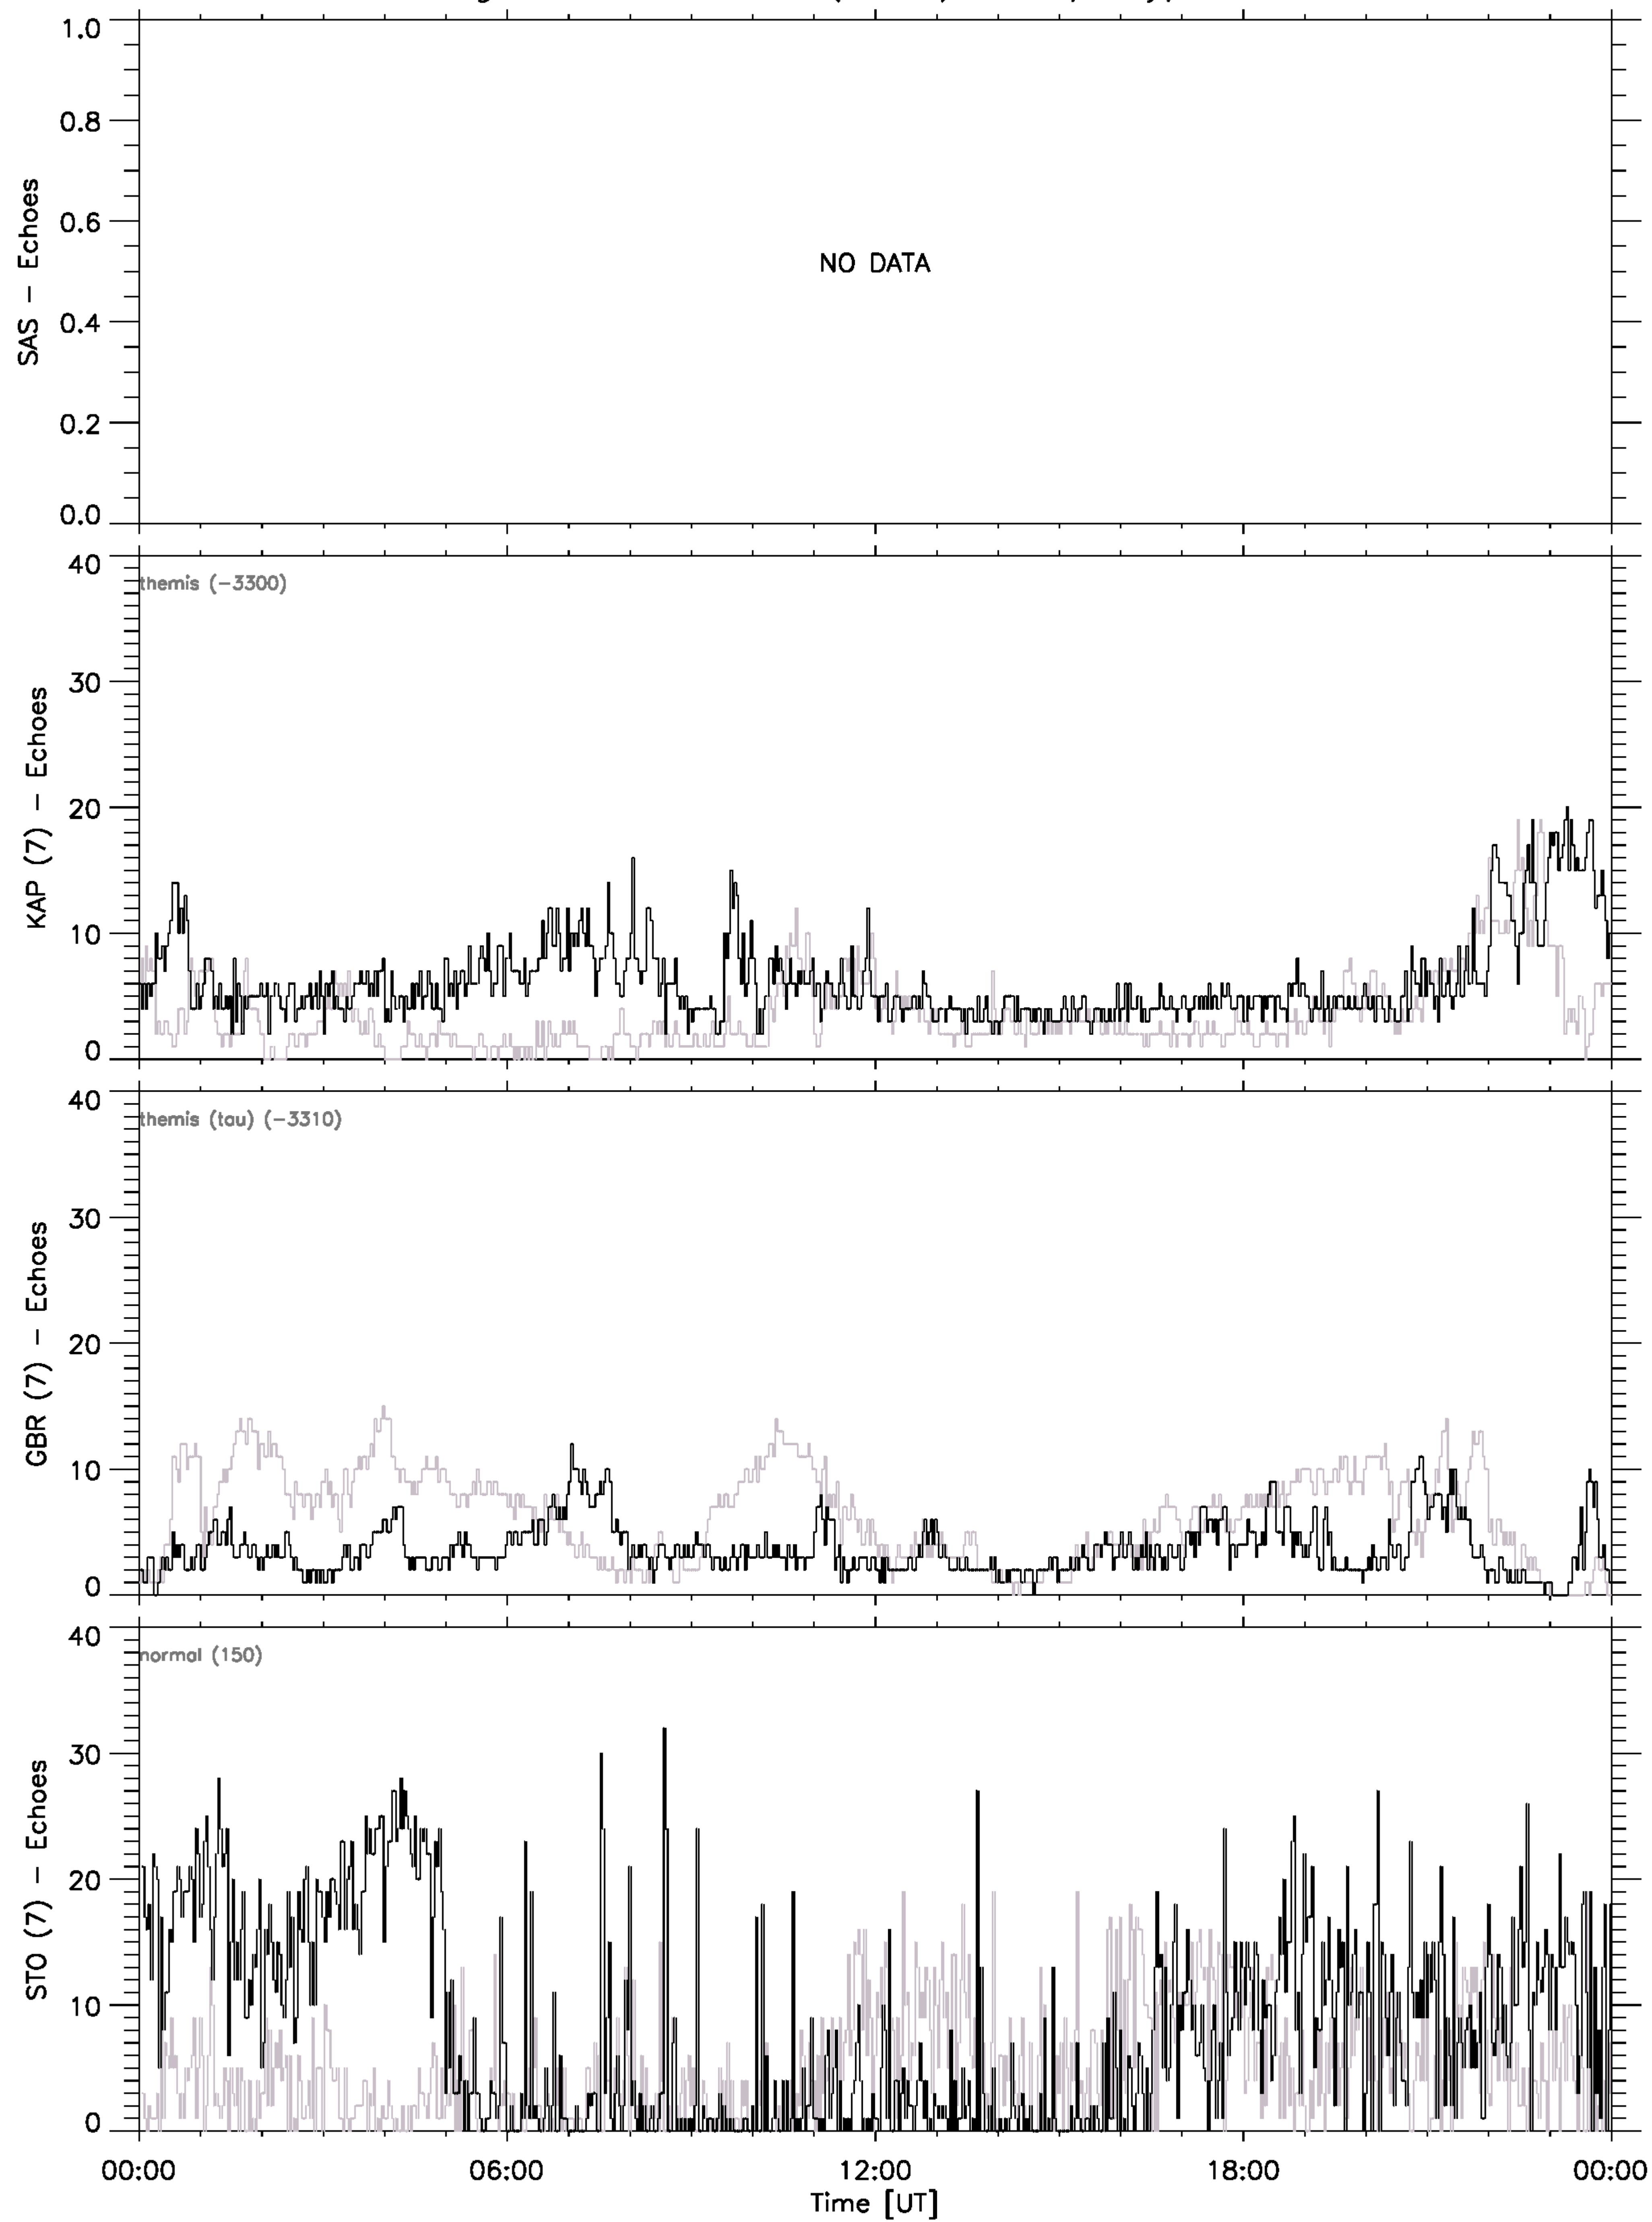 1.0
0.8
0.6
0.4
0.2
0.0
SAS – Echoes
NO DATA
40
30
20
10
0
KAP (7) – Echoes
themis (−3300)
40
30
20
10
0
GBR (7) – Echoes
themis (tau) (−3310)
40
30
20
10
0
STO (7) – Echoes
normal (150)
00:00 06:00 12:00 18:00 00:00
Time [UT]